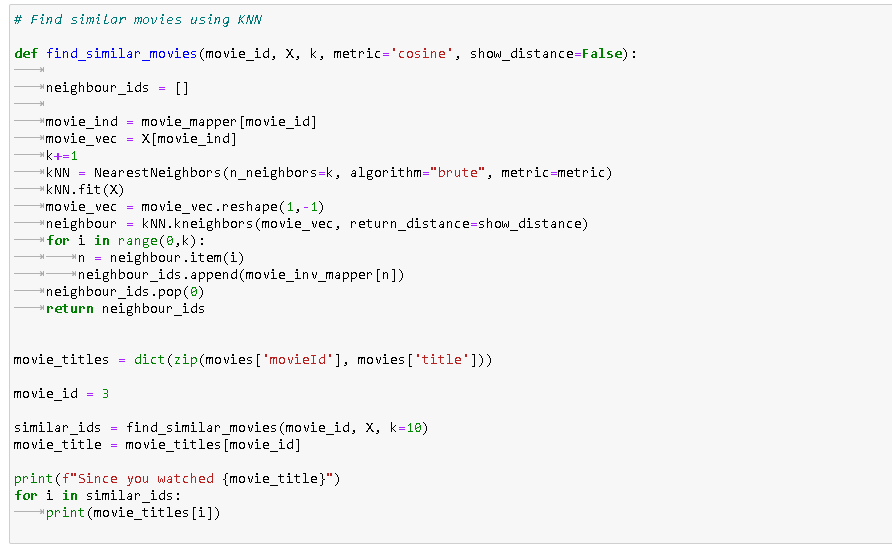 # Find similar movies using KNN

def find_similar_movies(movie_id, X, k, metric='cosine', show_distance=False):

    neighbour_ids = []

    movie_ind = movie_mapper[movie_id]
    movie_vec = X[movie_ind]
    k+=1
    kNN = NearestNeighbors(n_neighbors=k, algorithm="brute", metric=metric)
    kNN.fit(X)
    movie_vec = movie_vec.reshape(1,-1)
    neighbour = kNN.kneighbors(movie_vec, return_distance=show_distance)
    for i in range(0,k):
        n = neighbour.item(i)
        neighbour_ids.append(movie_inv_mapper[n])
    neighbour_ids.pop(0)
    return neighbour_ids


movie_titles = dict(zip(movies['movieId'], movies['title']))

movie_id = 3

similar_ids = find_similar_movies(movie_id, X, k=10)
movie_title = movie_titles[movie_id]

print(f"Since you watched {movie_title}")
for i in similar_ids:
    print(movie_titles[i])